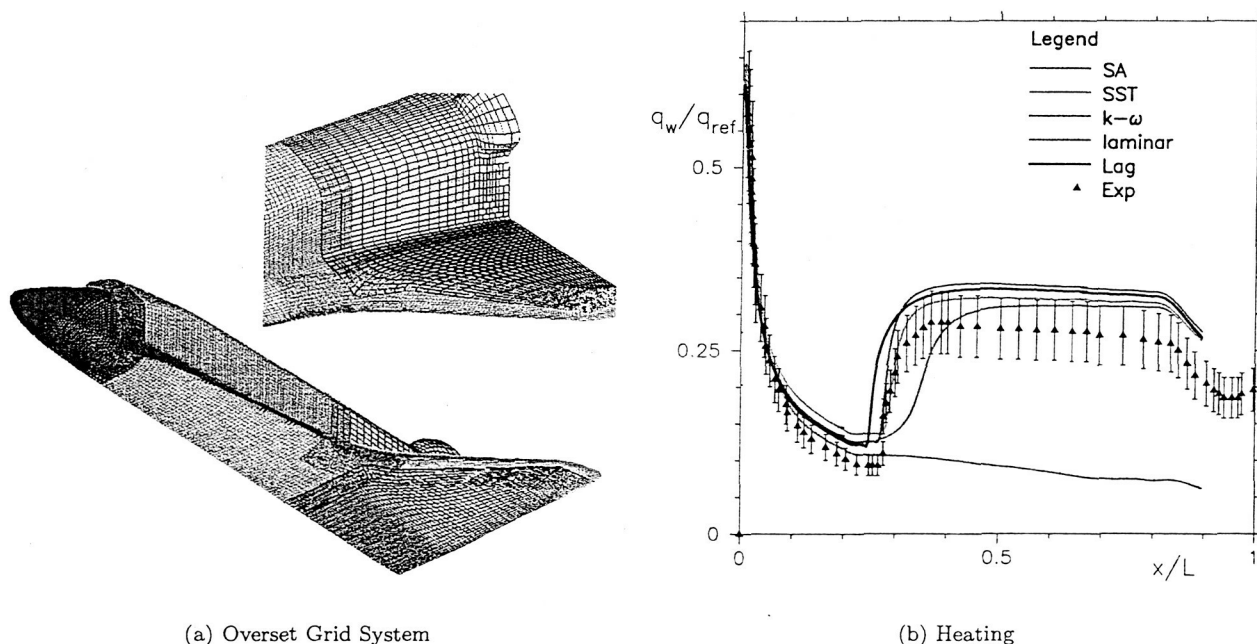 Legend
SA
SST
k-ω
laminar
Lag
Exp
q_w/q_ref
0.5
0.25
0
0
0.5
1
x/L
(a) Overset Grid System
(b) Heating